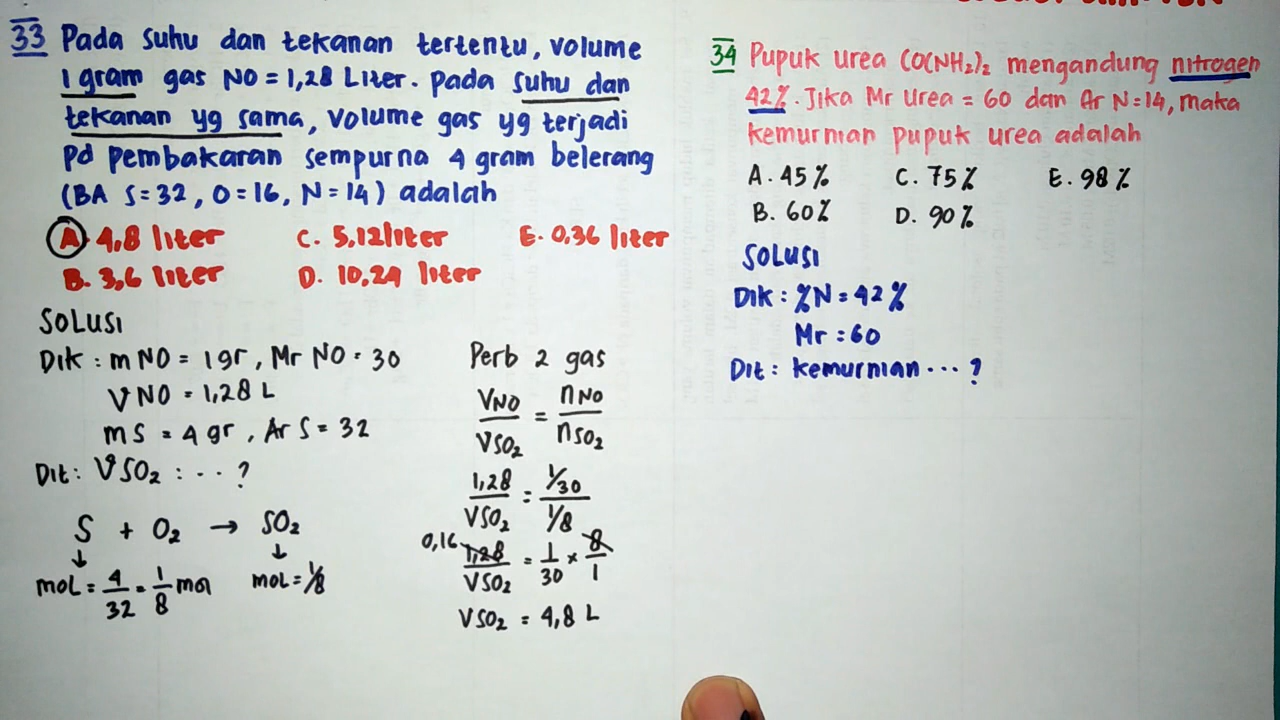 33 Pada suhu dan tekanan tertentu, volume
1 gram gas NO = 1,28 Liter. Pada suhu dan
tekanan yg sama, volume gas yg terjadi
Pd pembakaran sempurna 4 gram belerang
(BA S=32, O=16, N=14) adalah
A. 4,8 liter C. 5,12 liter E. 0,36 liter
B. 3,6 liter D. 10,24 liter
SOLUSI
Dik : m NO = 1 gr, Mr NO = 30
V NO = 1,28 L
m S = 4 gr, Ar S = 32
Dit : V SO₂ : ... ?
S + O₂ → SO₂
↓ ↓
mol = 4/32 = 1/8 mol mol = 1/8
Perb 2 gas
VNO/VSO₂ = nNO/nSO₂
1,28/VSO₂ = 1/30 / 1/8
0,16 1,28/VSO₂ = 1/30 × 8/1
VSO₂ = 4,8 L
34 Pupuk urea CO(NH₂)₂ mengandung nitrogen
42%. Jika Mr Urea = 60 dan Ar N=14, maka
kemurnian pupuk urea adalah
A. 45% C. 75% E. 98%
B. 60% D. 90%
SOLUSI
Dik : %N = 42%
Mr = 60
Dit : kemurnian ... ?